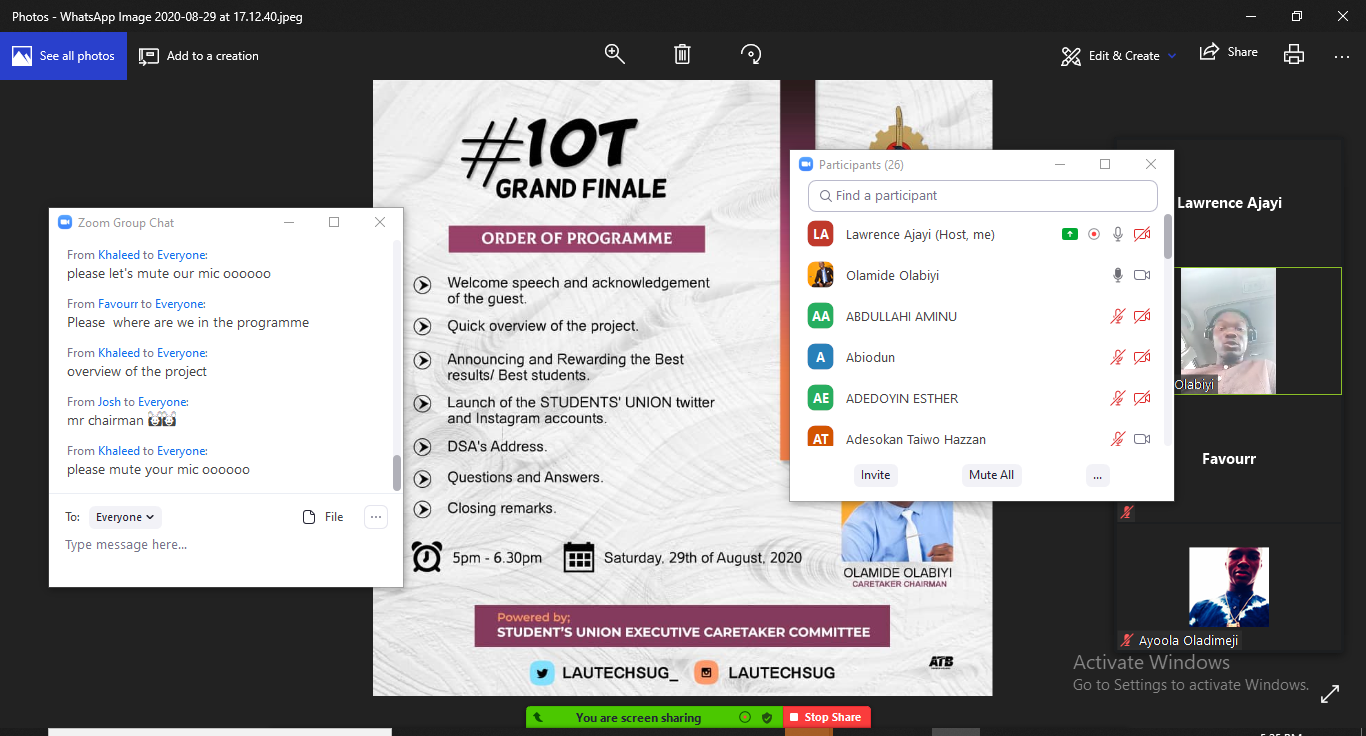 Photos - WhatsApp Image 2020-08-29 at 17.12.40.jpeg
See all photos
Add to a creation
Edit & Create
Share
#1OT
GRAND FINALE
ORDER OF PROGRAMME
Welcome speech and acknowledgement
of the guest.
Quick overview of the project.
Announcing and Rewarding the Best
results/ Best students.
Launch of the STUDENTS' UNION twitter
and Instagram accounts.
DSA's Address.
Questions and Answers.
Closing remarks.
5pm - 6.30pm
Saturday, 29th of August, 2020
OLAMIDE OLABIYI
CARETAKER CHAIRMAN
Powered by;
STUDENT'S UNION EXECUTIVE CARETAKER COMMITTEE
LAUTECHSUG_
LAUTECHSUG
ATB
Zoom Group Chat
From Khaleed to Everyone:
please let's mute our mic oooooo
From Favourr to Everyone:
Please where are we in the programme
From Khaleed to Everyone:
overview of the project
From Josh to Everyone:
mr chairman
From Khaleed to Everyone:
please mute your mic oooooo
To: Everyone
File
...
Type message here...
Participants (26)
Find a participant
LA Lawrence Ajayi (Host, me)
Olamide Olabiyi
AA ABDULLAHI AMINU
A Abiodun
AE ADEDOYIN ESTHER
AT Adesokan Taiwo Hazzan
Invite
Mute All
...
Lawrence Ajayi
Olabiyi
Favourr
Ayoola Oladimeji
Activate Windows
Go to Settings to activate Windows.
You are screen sharing
Stop Share